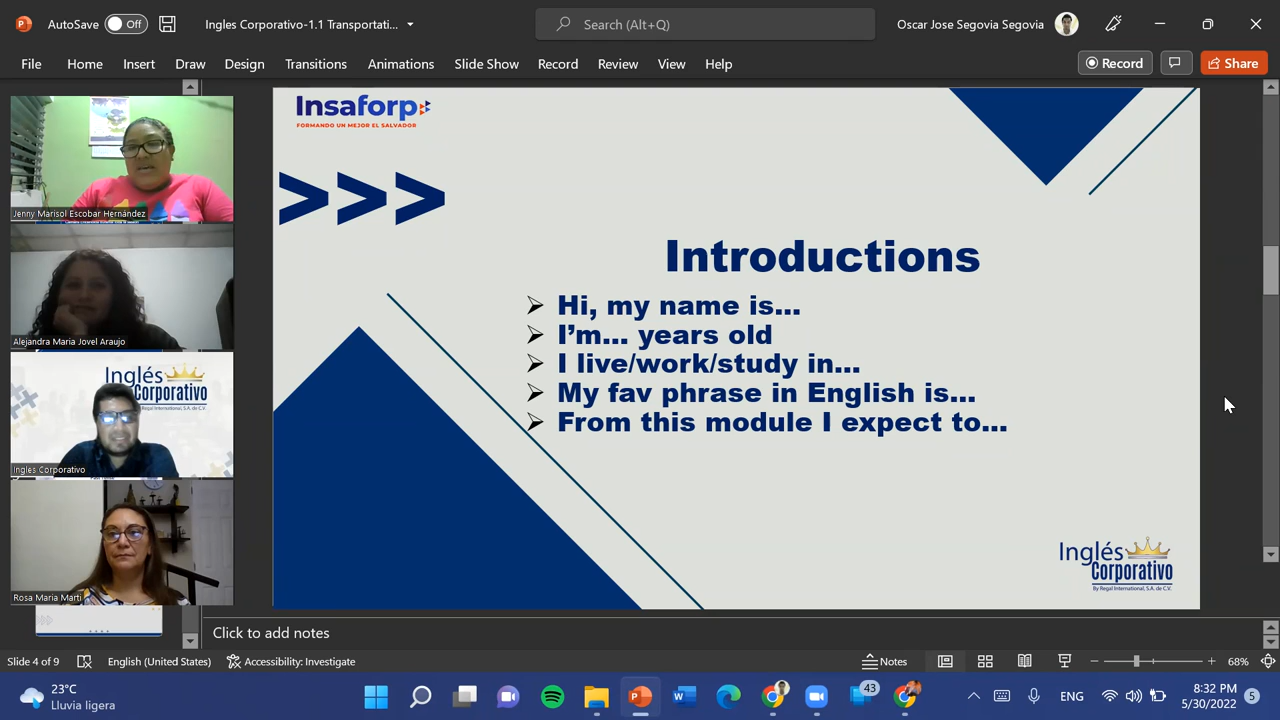 AutoSave Off
Ingles Corporativo-1.1 Transportati...
Search (Alt+Q)
Oscar Jose Segovia Segovia
File Home Insert Draw Design Transitions Animations Slide Show Record Review View Help
Record
Share
Jenny Marisol Escobar Hernández
Alejandra Maria Jovel Araujo
Inglés
Corporativo
By Regal International, S.A. de C.V.
Ingles Corporativo
Rosa Maria Marti
Insaforp
FORMANDO UN MEJOR EL SALVADOR
>>>
Introductions
Hi, my name is...
I’m... years old
I live/work/study in...
My fav phrase in English is...
From this module I expect to...
Inglés
Corporativo
By Regal International, S.A. de C.V.
Click to add notes
Slide 4 of 9
English (United States)
Accessibility: Investigate
Notes
68%
23°C
Lluvia ligera
43
ENG
8:32 PM
5/30/2022
5